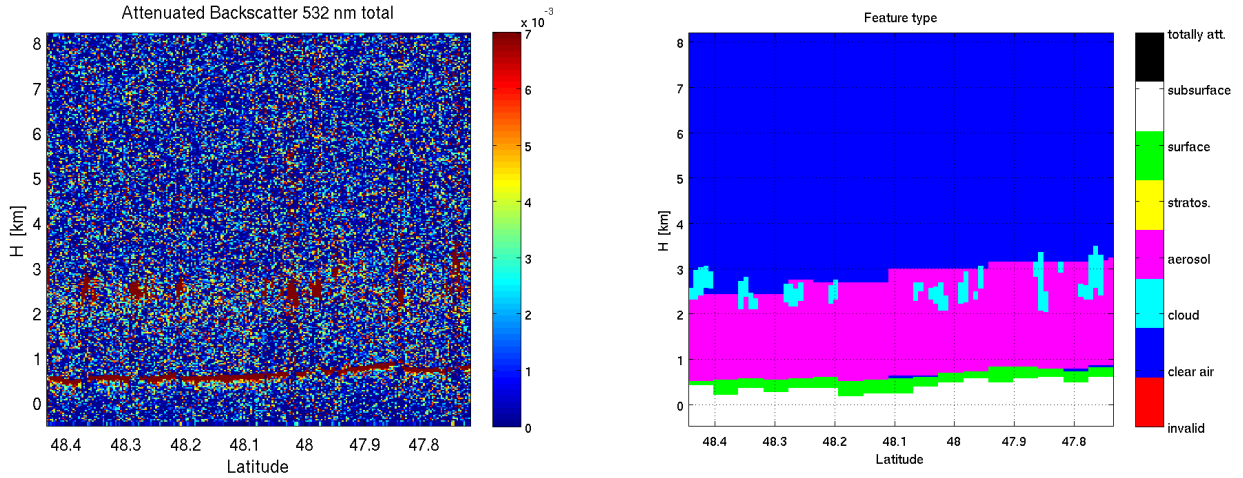 Attenuated Backscatter 532 nm total
x 10^-3
8
7
6
5
4
3
2
1
0
H [km]
48.4 48.3 48.2 48.1 48 47.9 47.8
Latitude
7
6
5
4
3
2
1
0
Feature type
8
7
6
5
4
3
2
1
0
H [km]
48.4 48.3 48.2 48.1 48 47.9 47.8
Latitude
totally att.
subsurface
surface
stratos.
aerosol
cloud
clear air
invalid